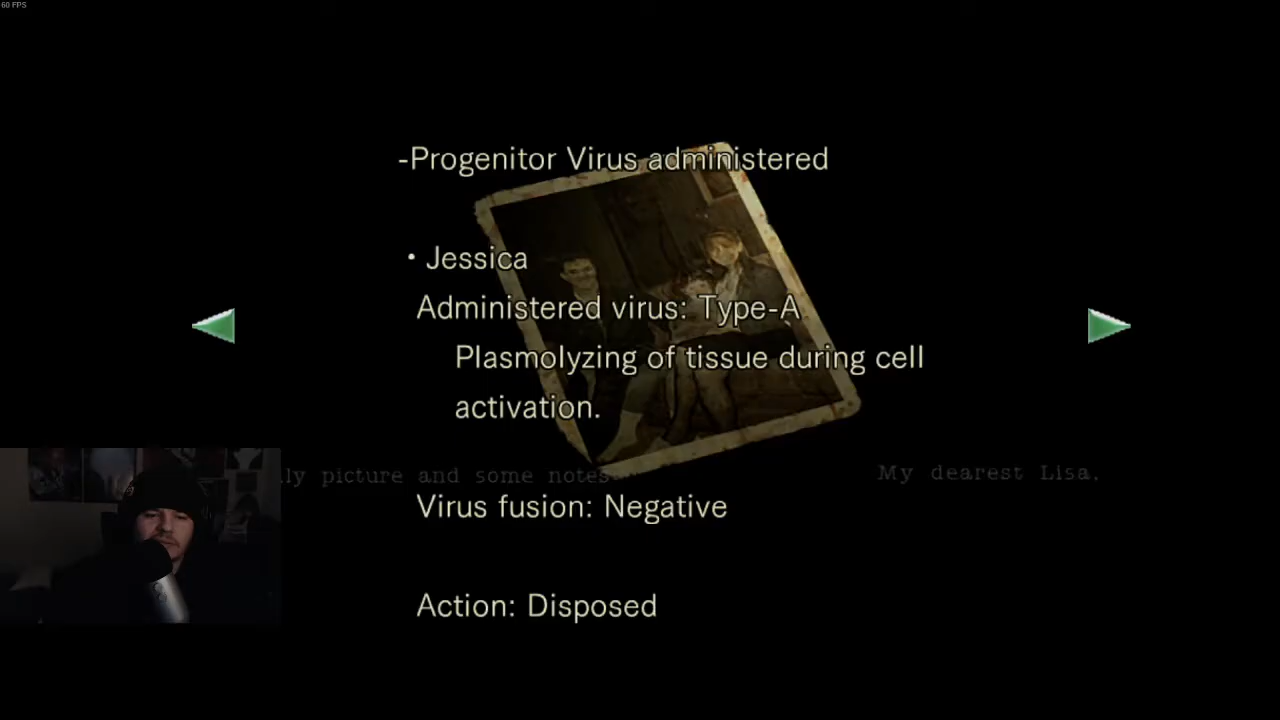 60 FPS
-Progenitor Virus administered
• Jessica
Administered virus: Type-A
Plasmolyzing of tissue during cell
activation.
ly picture and some notes
My dearest Lisa,
Virus fusion: Negative
Action: Disposed